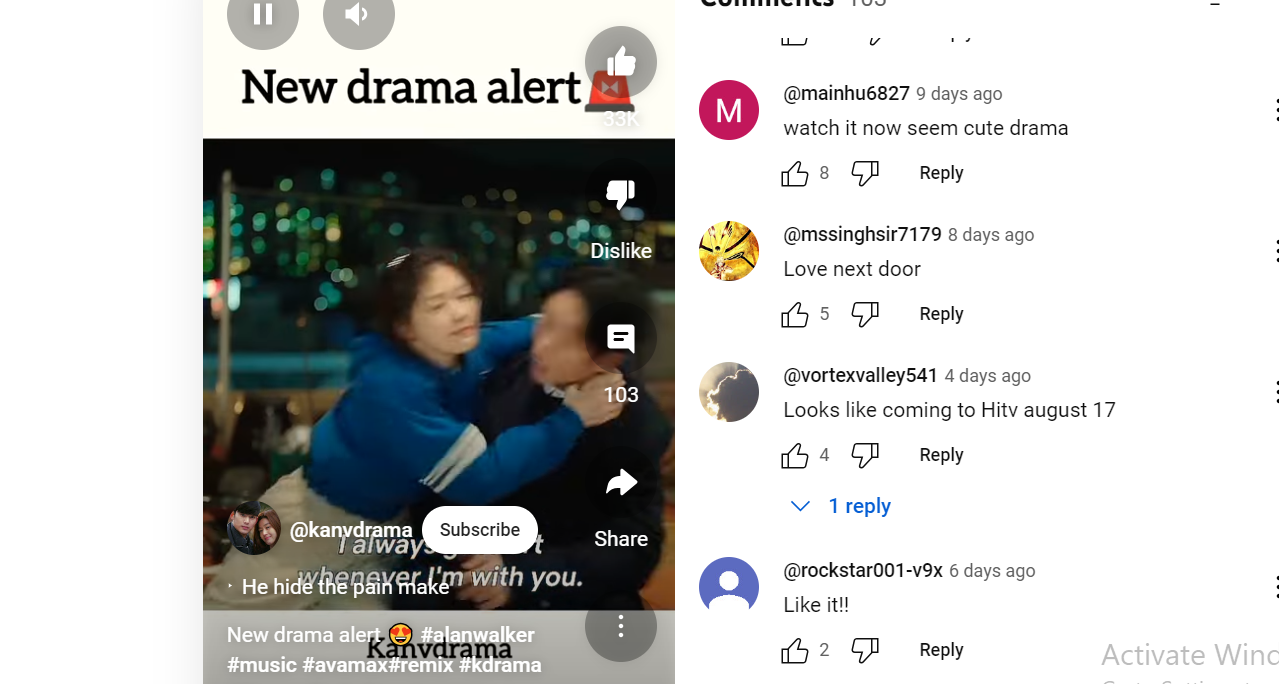 Comments 103
Reply
New drama alert
33K
@mainhu6827 9 days ago
watch it now seem cute drama
8 Reply
Dislike
@mssinghsir7179 8 days ago
Love next door
5 Reply
103
@vortexvalley541 4 days ago
Looks like coming to Hitv august 17
4 Reply
1 reply
Share
@kanvdrama Subscribe
I always
whenever I'm with you.
He hide the pain make
@rockstar001-v9x 6 days ago
Like it!!
2 Reply
New drama alert 😍 #alanwalker
Kanvdrama
#music #avamax#remix #kdrama
M
Activate Wind